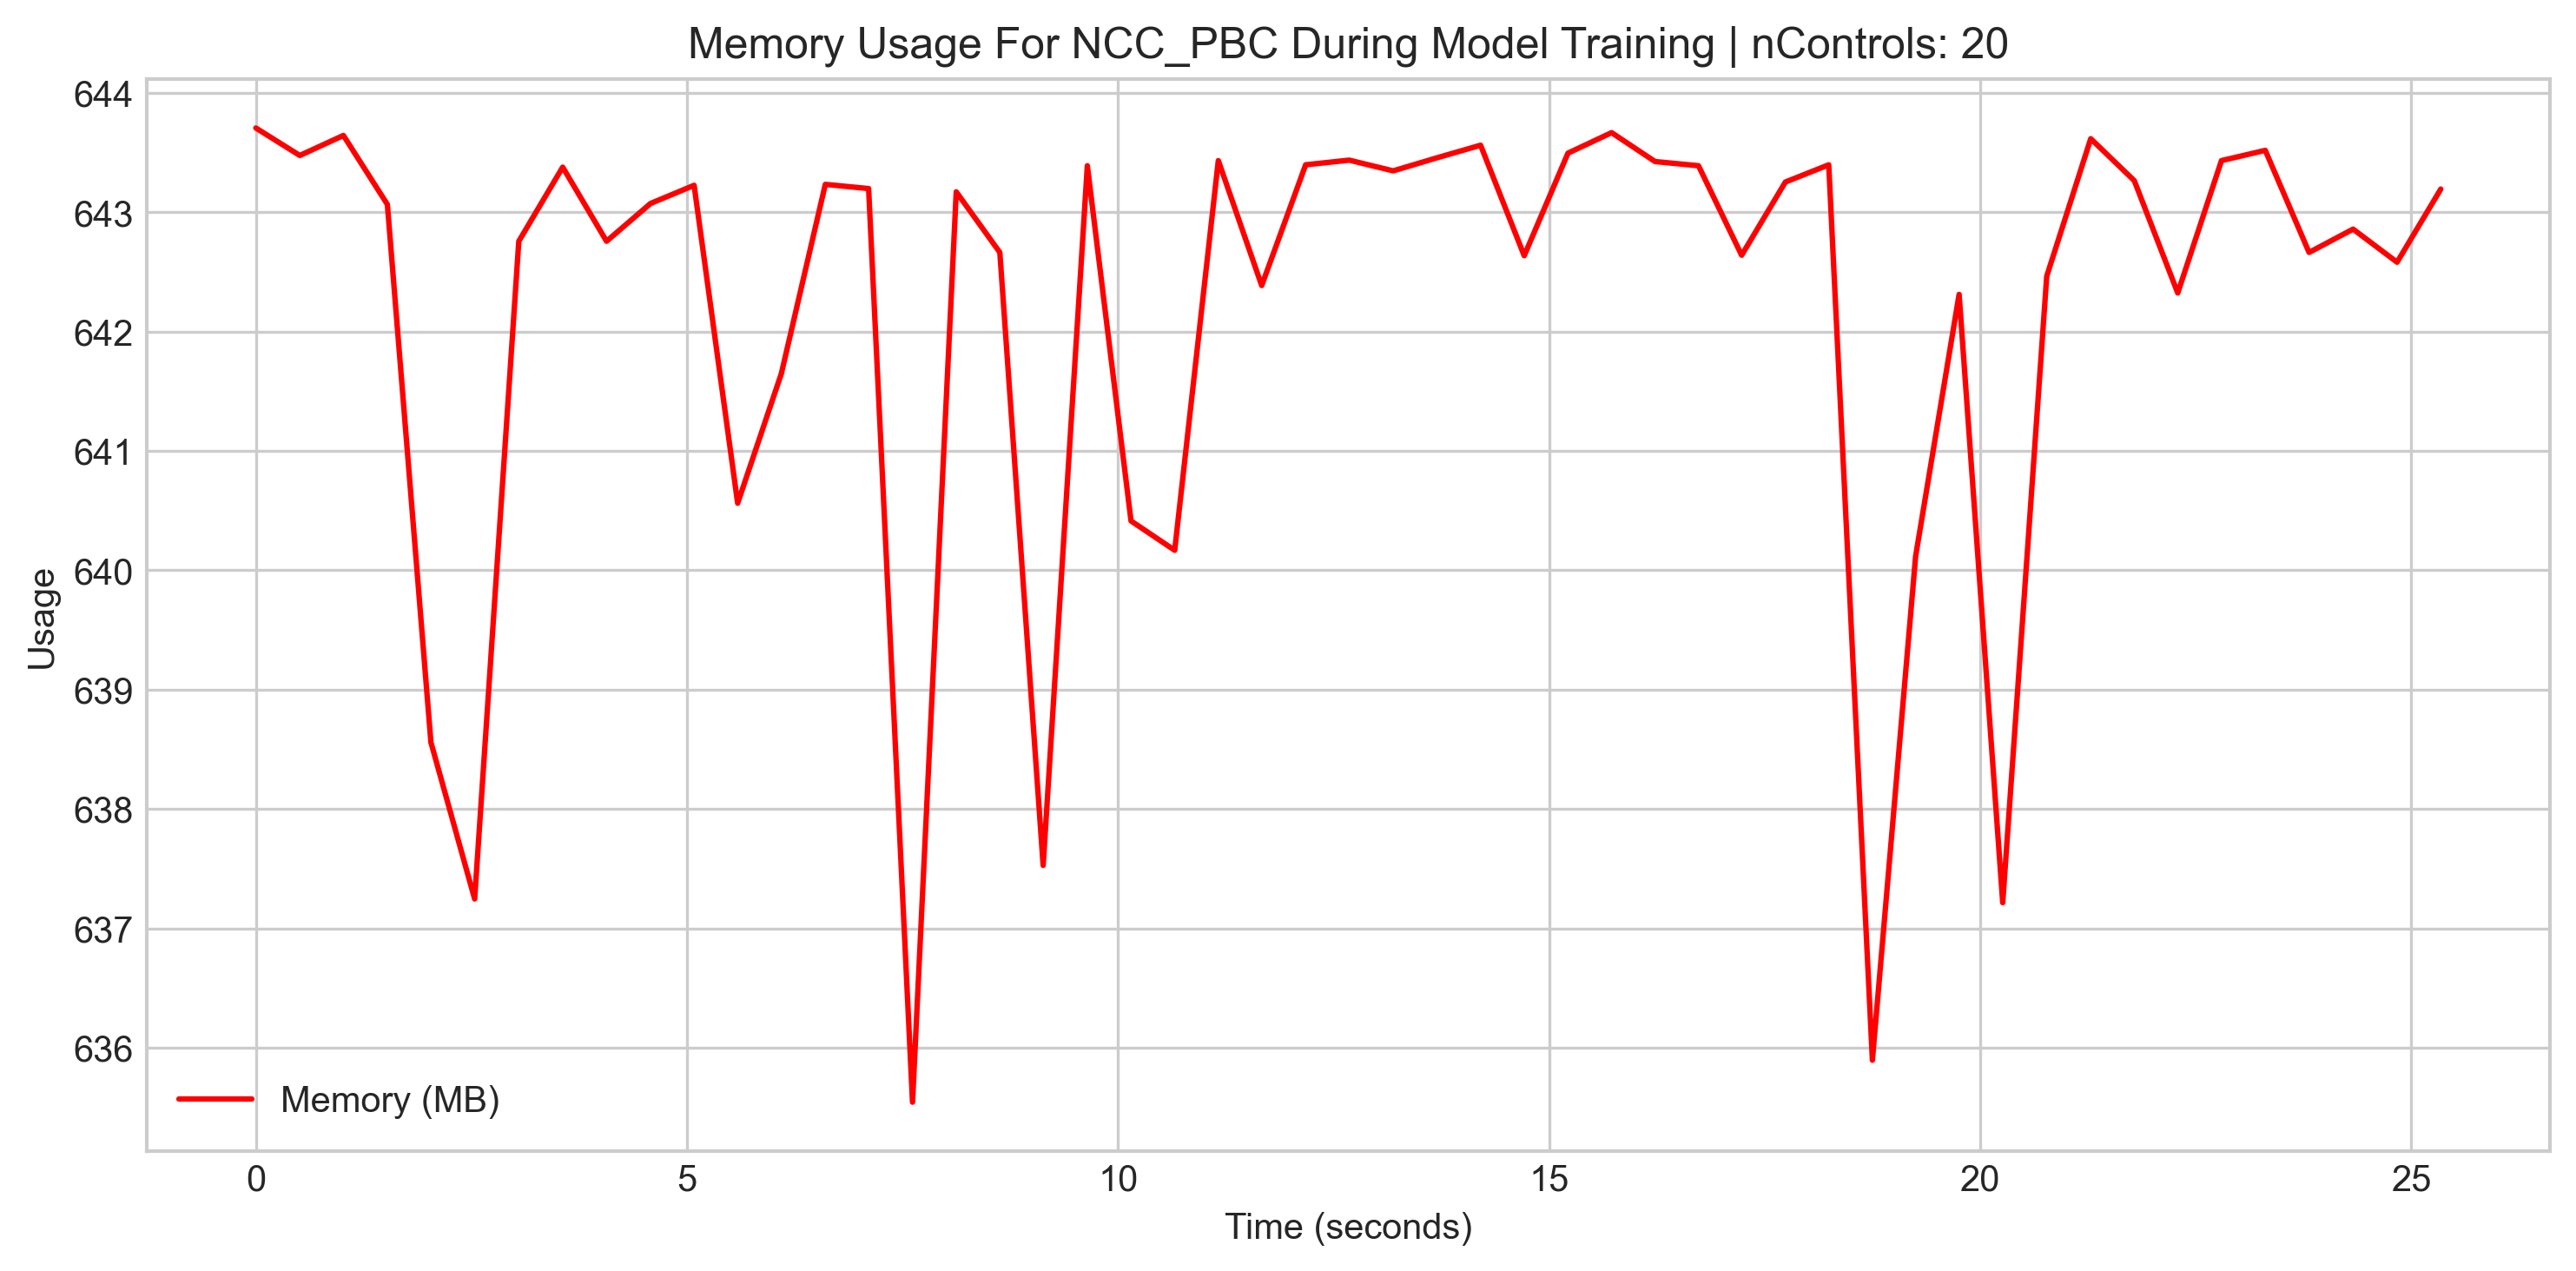 Memory Usage For NCC_PBC During Model Training | nControls: 20
644
643
642
641
640
639
638
637
636
Usage
Memory (MB)
0 5 10 15 20 25
Time (seconds)